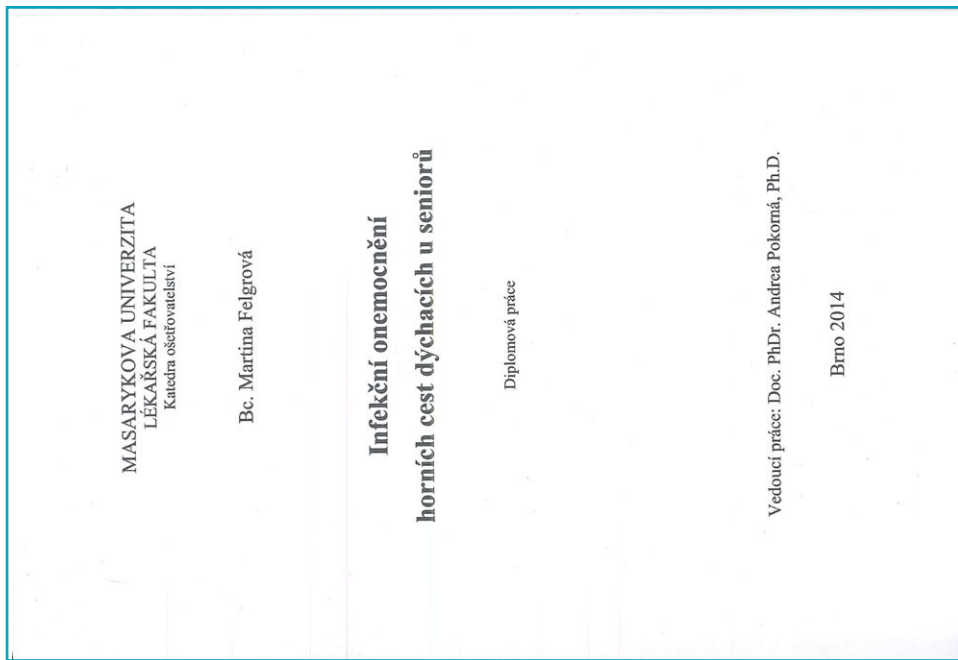 MASARYKOVA UNIVERZITA
LÉKAŘSKÁ FAKULTA
Katedra ošetřovatelství
Bc. Martina Felgrová
Infekční onemocnění
horních cest dýchacích u seniorů
Diplomová práce
Vedoucí práce: Doc. PhDr. Andrea Pokorná, Ph.D.
Brno 2014